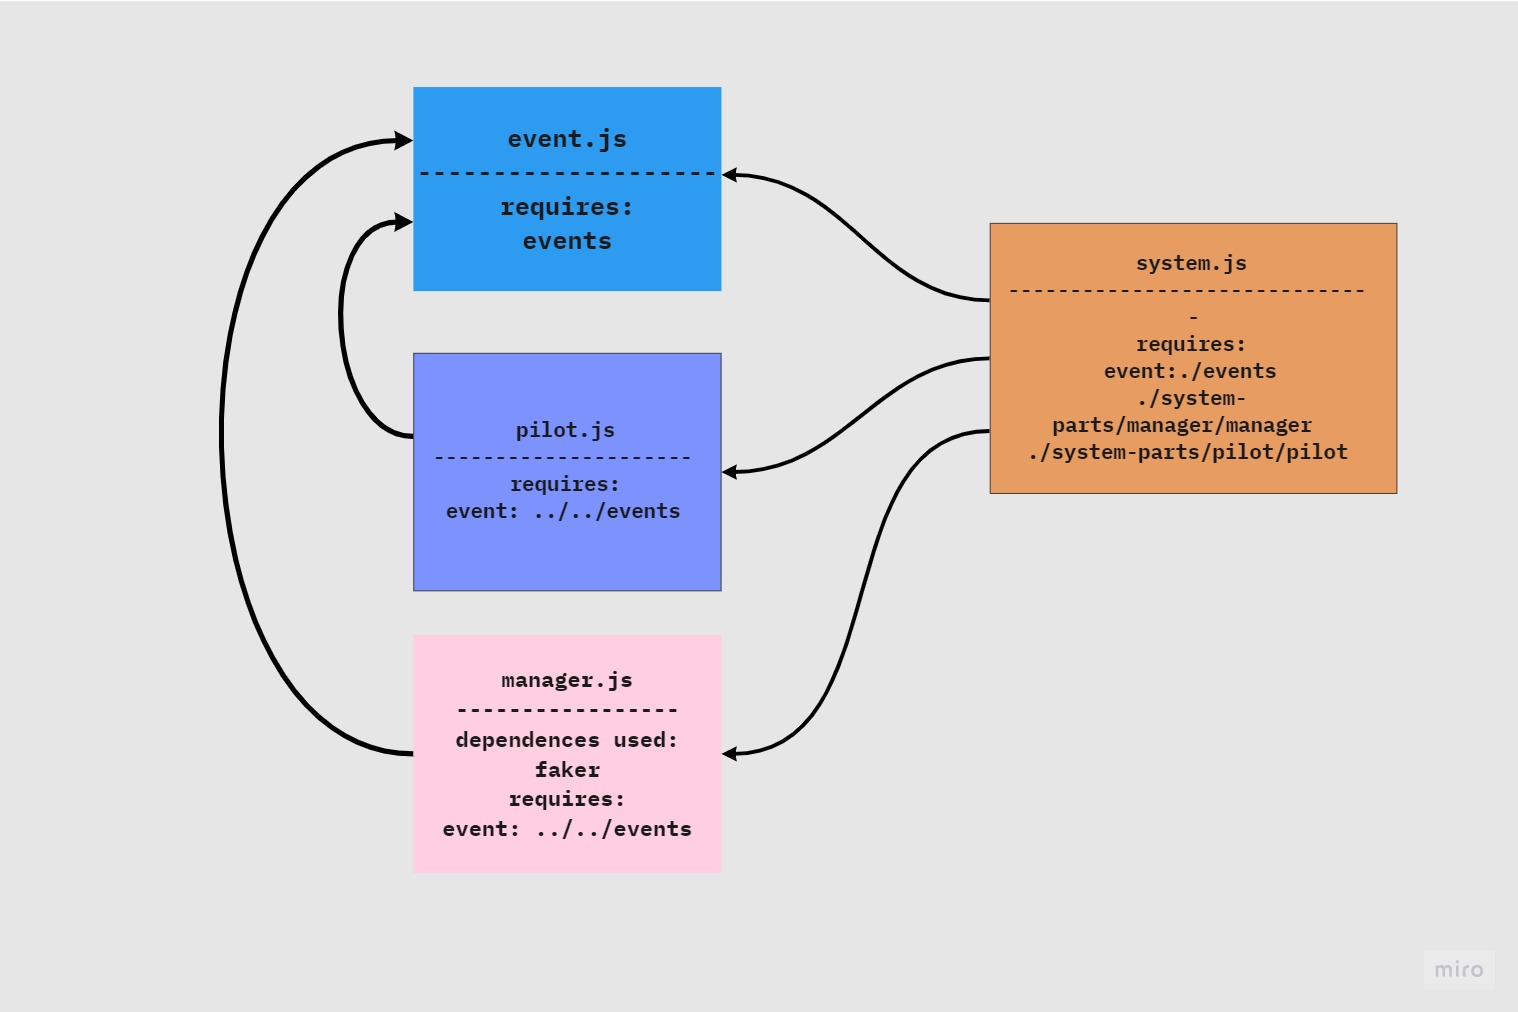 event.js
--------------------
requires:
events
system.js
-----------------------------
-
requires:
event:./events
./system-
parts/manager/manager
./system-parts/pilot/pilot
pilot.js
---------------------
requires:
event: ../../events
manager.js
-----------------
dependences used:
faker
requires:
event: ../../events
miro